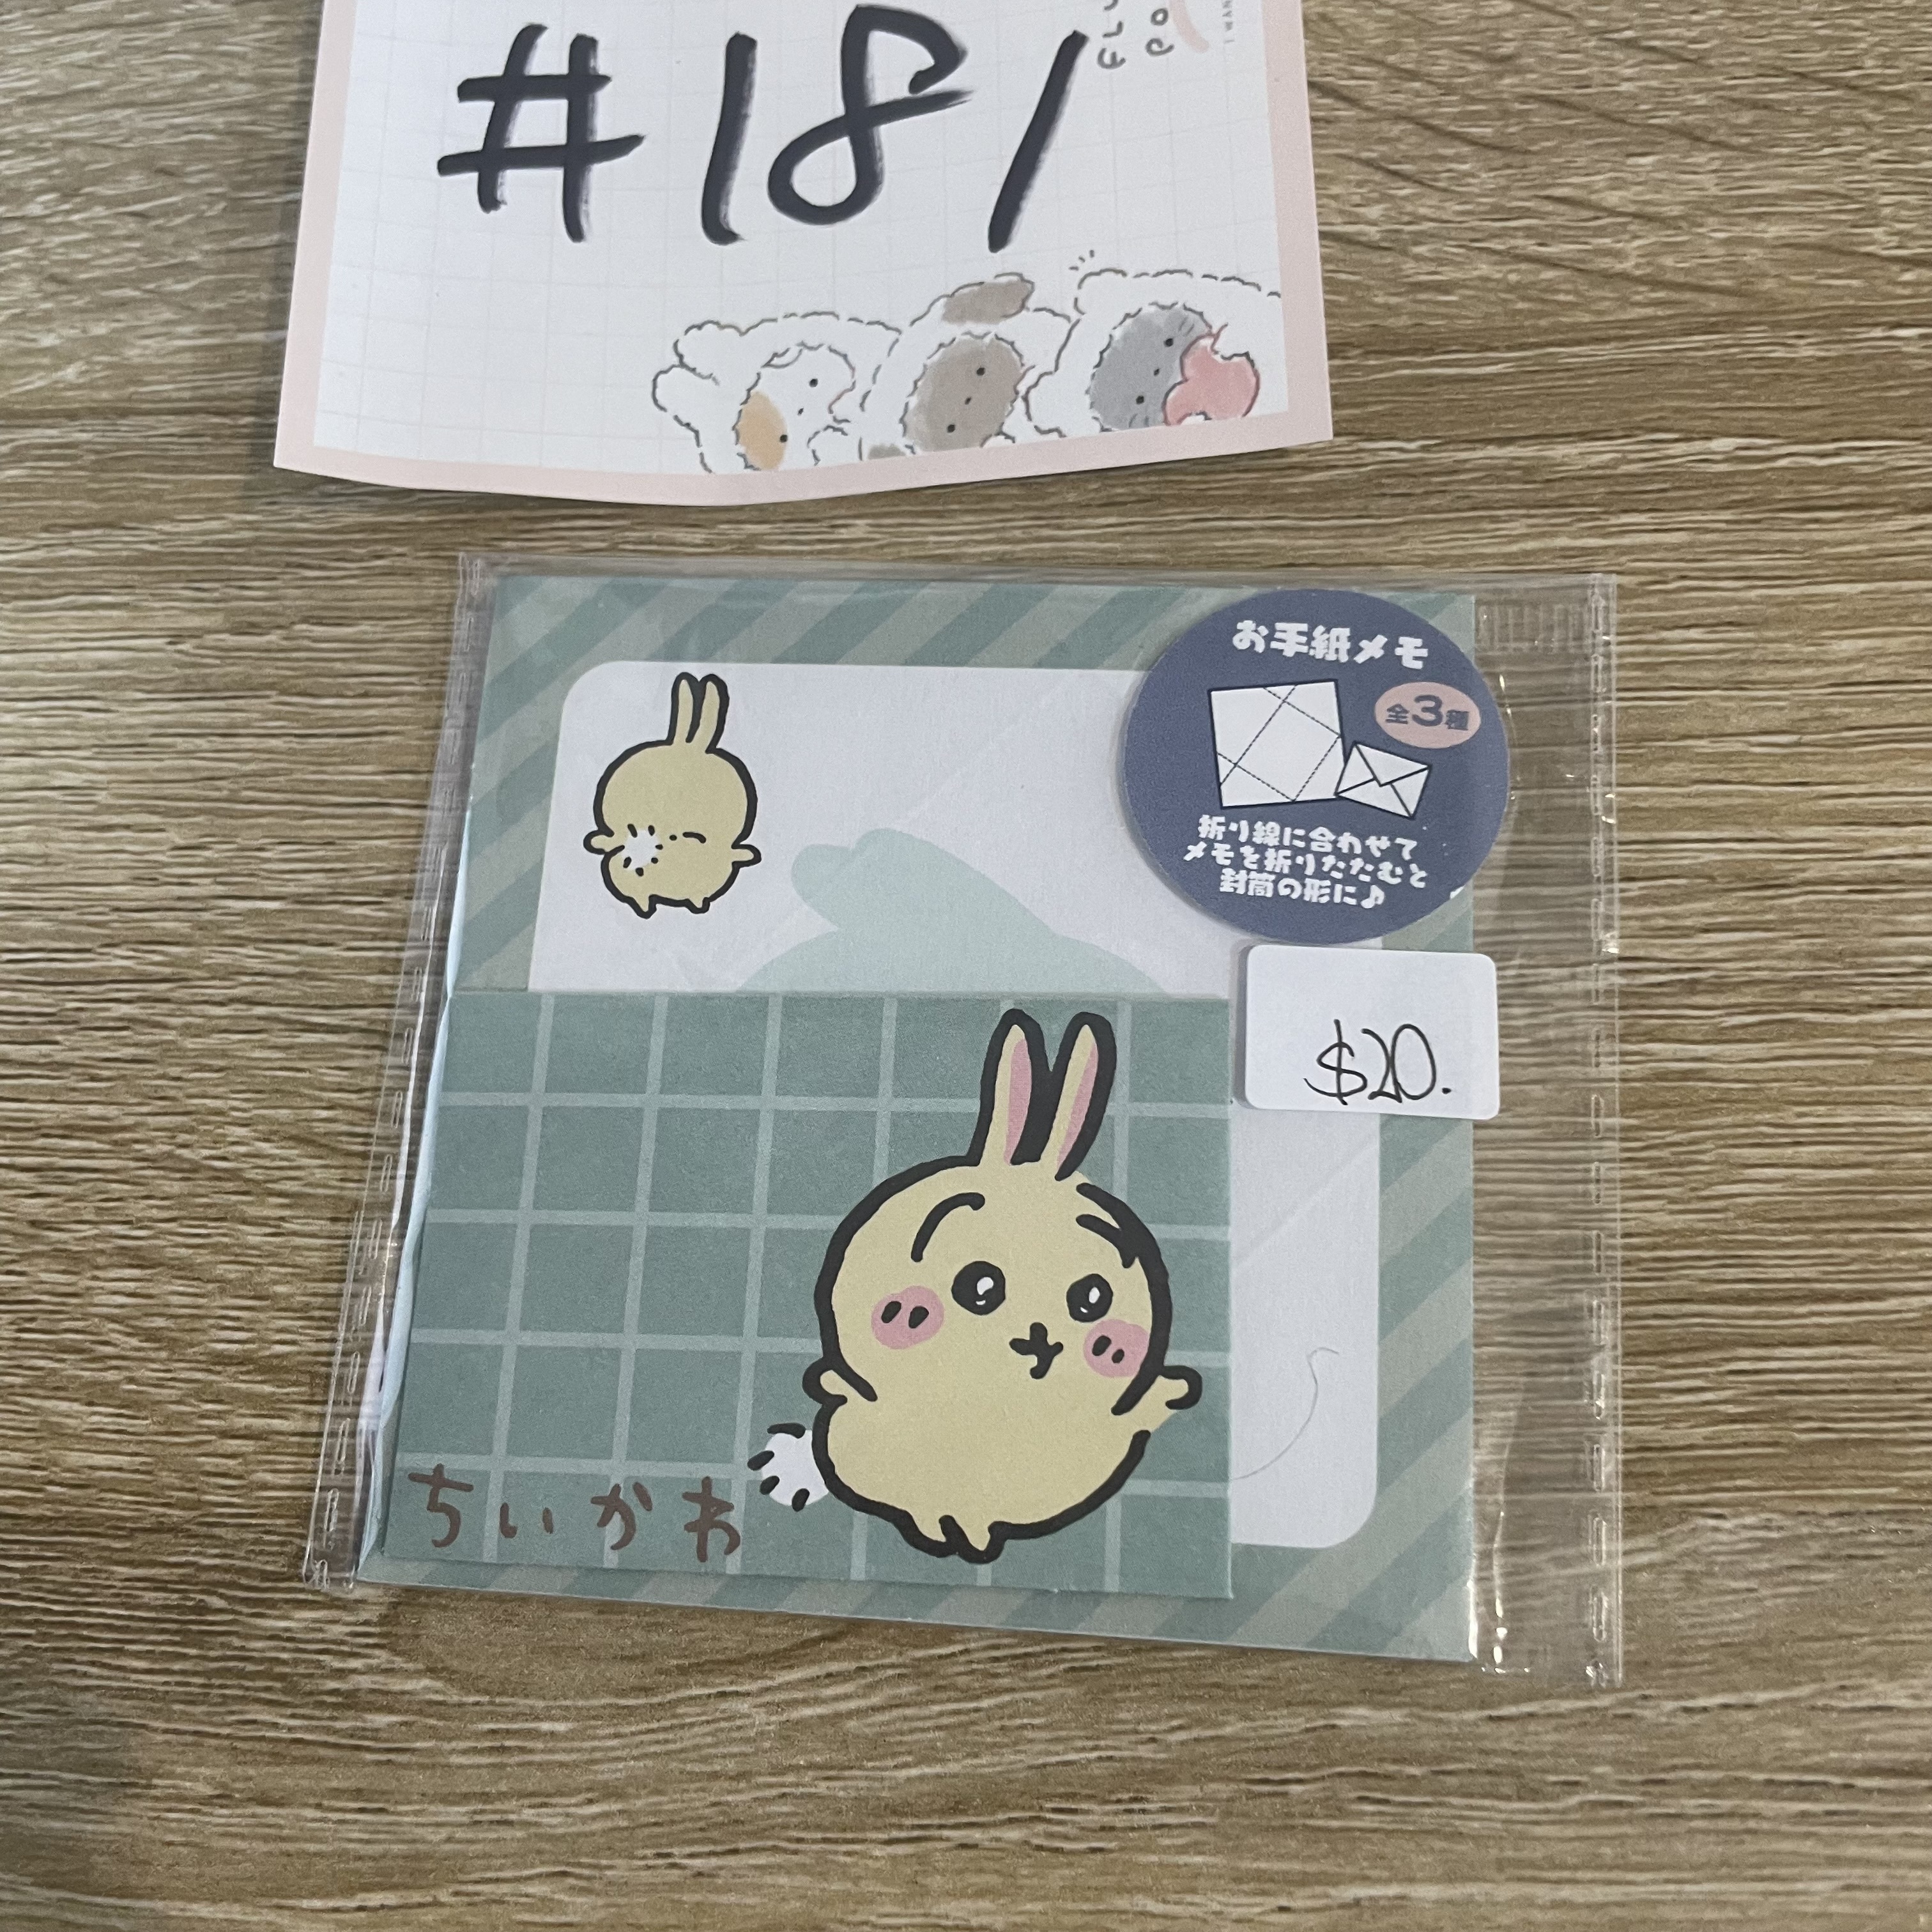 #181
お手紙メモ
全3種
折り線に合わせて
メモを折りたたむと
封筒の形に♪
$20.
ちいかわ